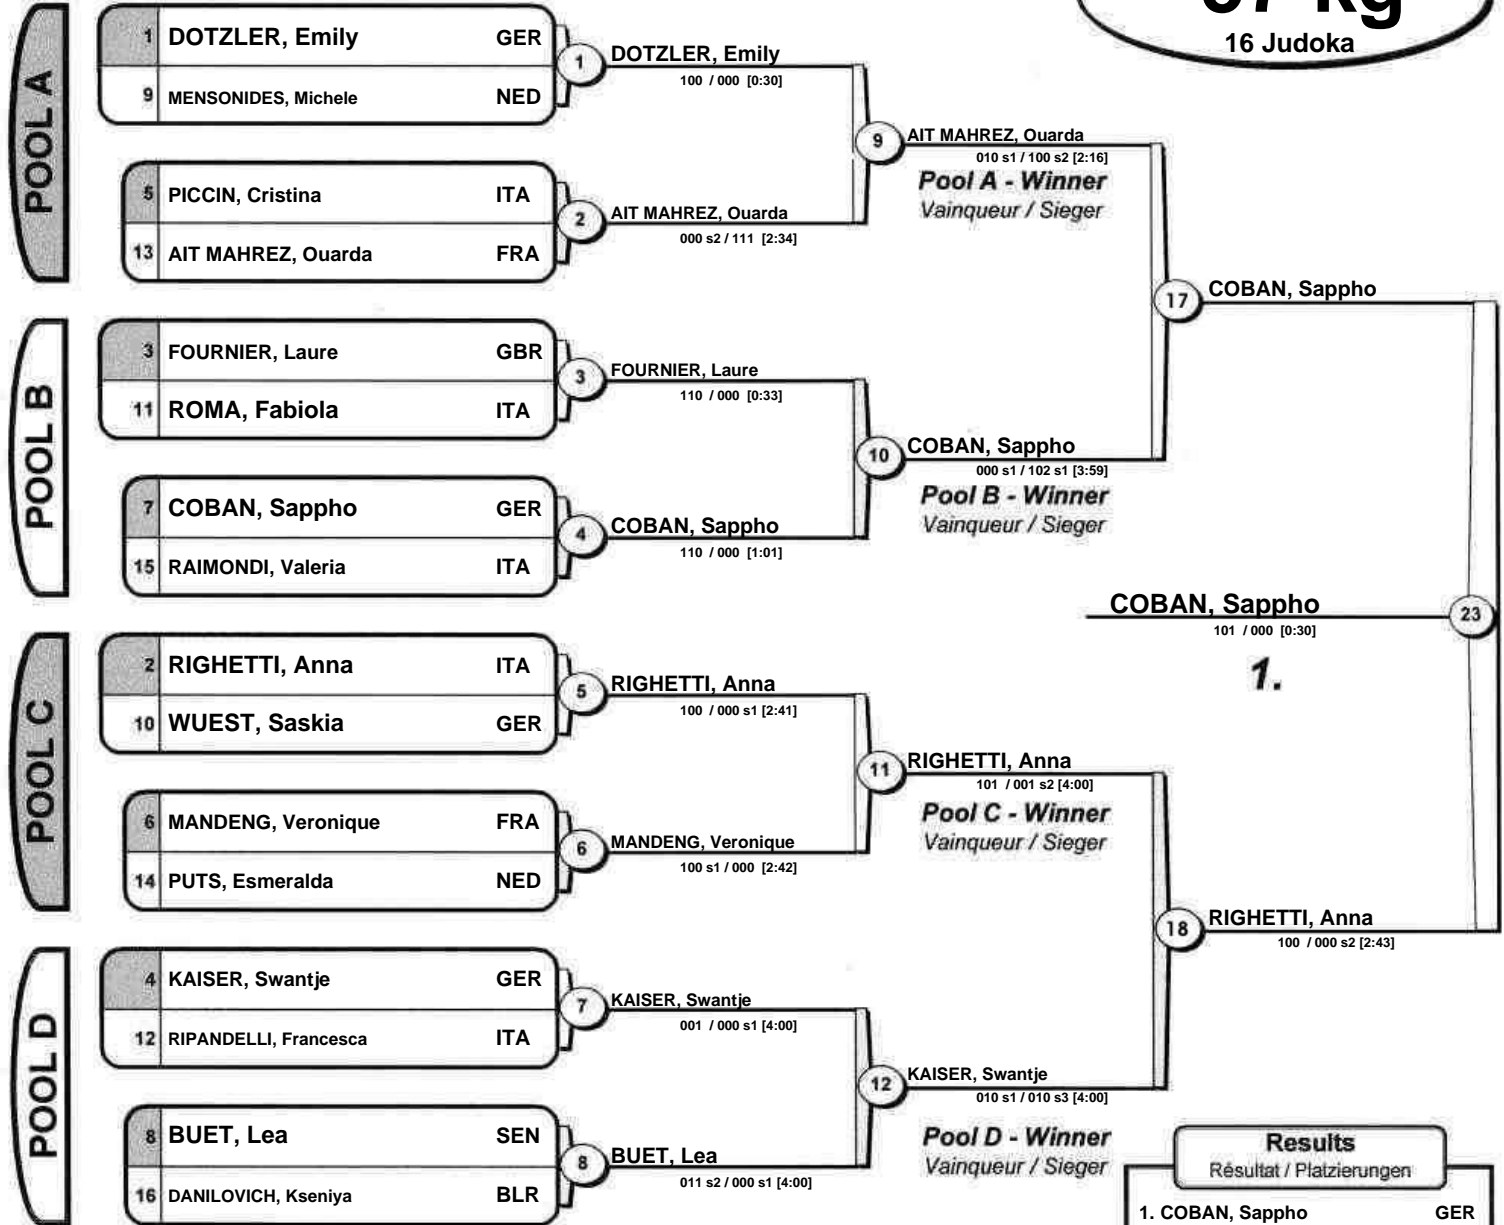 57 kg
16 Judoka
POOL A
1 DOTZLER, Emily GER
9 MENSONIDES, Michele NED
1
DOTZLER, Emily
100 / 000 [0:30]
5 PICCIN, Cristina ITA
13 AIT MAHREZ, Ouarda FRA
2
AIT MAHREZ, Ouarda
000 s2 / 111 [2:34]
9
AIT MAHREZ, Ouarda
010 s1 / 100 s2 [2:16]
Pool A - Winner
Vainqueur / Sieger
POOL B
3 FOURNIER, Laure GBR
11 ROMA, Fabiola ITA
3
FOURNIER, Laure
110 / 000 [0:33]
7 COBAN, Sappho GER
15 RAIMONDI, Valeria ITA
4
COBAN, Sappho
110 / 000 [1:01]
10
COBAN, Sappho
000 s1 / 102 s1 [3:59]
Pool B - Winner
Vainqueur / Sieger
17
COBAN, Sappho
COBAN, Sappho
101 / 000 [0:30]
1.
23
POOL C
2 RIGHETTI, Anna ITA
10 WUEST, Saskia GER
5
RIGHETTI, Anna
100 / 000 s1 [2:41]
6 MANDENG, Veronique FRA
14 PUTS, Esmeralda NED
6
MANDENG, Veronique
100 s1 / 000 [2:42]
11
RIGHETTI, Anna
101 / 001 s2 [4:00]
Pool C - Winner
Vainqueur / Sieger
18
RIGHETTI, Anna
100 / 000 s2 [2:43]
POOL D
4 KAISER, Swantje GER
12 RIPANDELLI, Francesca ITA
7
KAISER, Swantje
001 / 000 s1 [4:00]
8 BUET, Lea SEN
16 DANILOVICH, Kseniya BLR
8
BUET, Lea
011 s2 / 000 s1 [4:00]
12
KAISER, Swantje
010 s1 / 010 s3 [4:00]
Pool D - Winner
Vainqueur / Sieger
Results
Résultat / Platzierungen
1. COBAN, Sappho GER